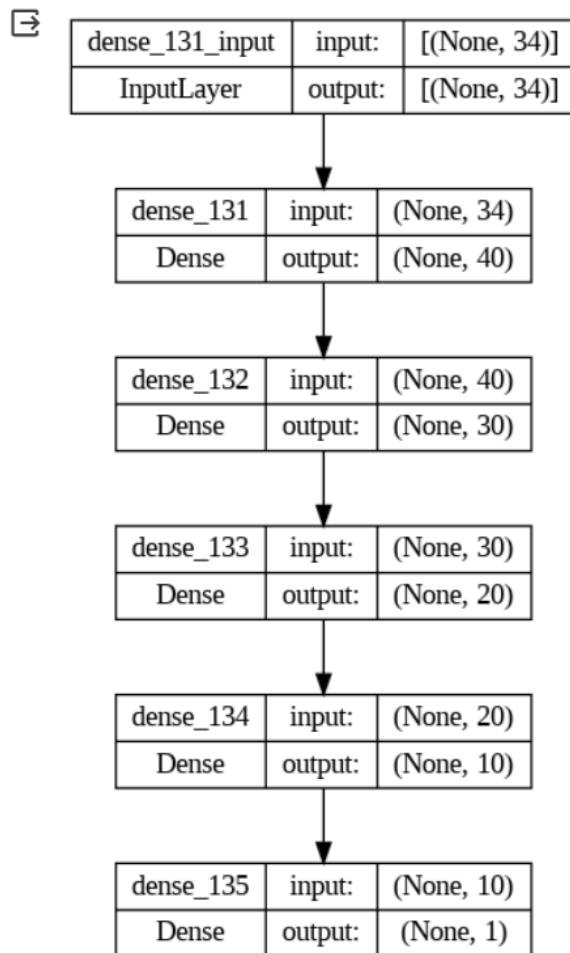 dense_131_input input: [(None, 34)]
InputLayer output: [(None, 34)]
dense_131 input: (None, 34)
Dense output: (None, 40)
dense_132 input: (None, 40)
Dense output: (None, 30)
dense_133 input: (None, 30)
Dense output: (None, 20)
dense_134 input: (None, 20)
Dense output: (None, 10)
dense_135 input: (None, 10)
Dense output: (None, 1)